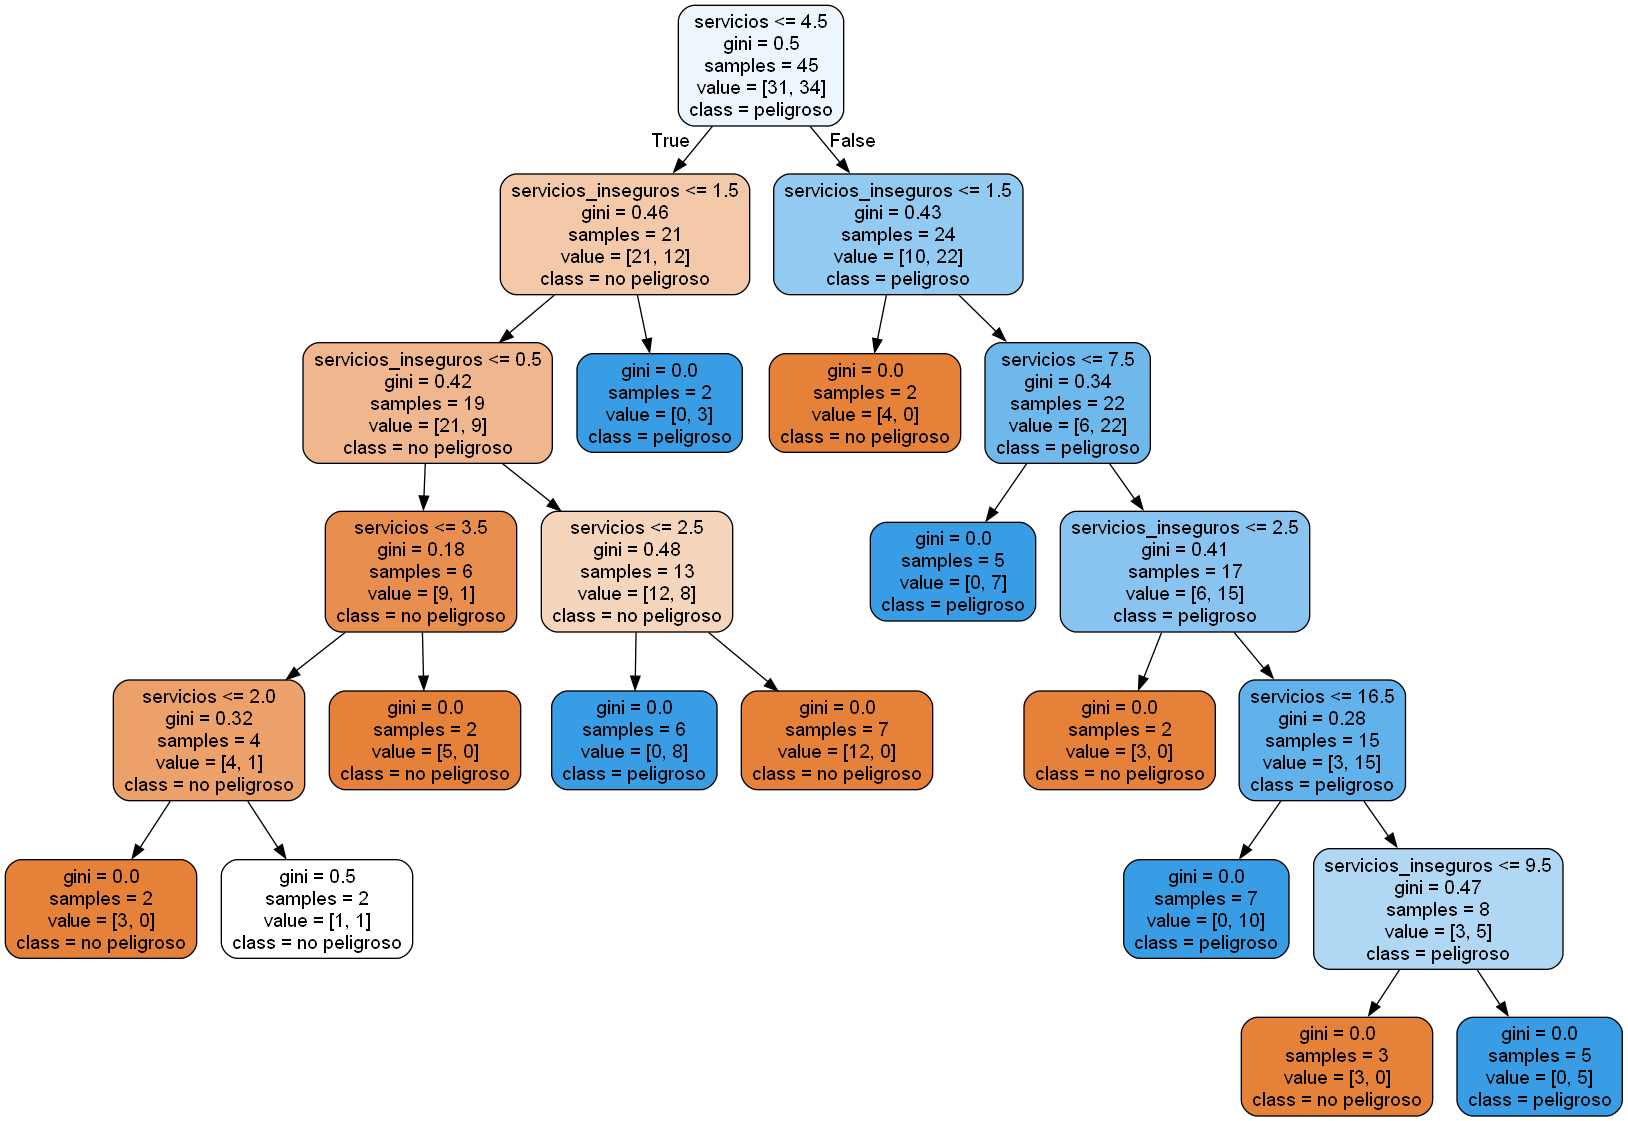 servicios <= 4.5
gini = 0.5
samples = 45
value = [31, 34]
class = peligroso
True
False
servicios_inseguros <= 1.5
gini = 0.46
samples = 21
value = [21, 12]
class = no peligroso
servicios_inseguros <= 1.5
gini = 0.43
samples = 24
value = [10, 22]
class = peligroso
servicios_inseguros <= 0.5
gini = 0.42
samples = 19
value = [21, 9]
class = no peligroso
gini = 0.0
samples = 2
value = [0, 3]
class = peligroso
gini = 0.0
samples = 2
value = [4, 0]
class = no peligroso
servicios <= 7.5
gini = 0.34
samples = 22
value = [6, 22]
class = peligroso
servicios <= 3.5
gini = 0.18
samples = 6
value = [9, 1]
class = no peligroso
servicios <= 2.5
gini = 0.48
samples = 13
value = [12, 8]
class = no peligroso
gini = 0.0
samples = 5
value = [0, 7]
class = peligroso
servicios_inseguros <= 2.5
gini = 0.41
samples = 17
value = [6, 15]
class = peligroso
servicios <= 2.0
gini = 0.32
samples = 4
value = [4, 1]
class = no peligroso
gini = 0.0
samples = 2
value = [5, 0]
class = no peligroso
gini = 0.0
samples = 6
value = [0, 8]
class = peligroso
gini = 0.0
samples = 7
value = [12, 0]
class = no peligroso
gini = 0.0
samples = 2
value = [3, 0]
class = no peligroso
servicios <= 16.5
gini = 0.28
samples = 15
value = [3, 15]
class = peligroso
gini = 0.0
samples = 2
value = [3, 0]
class = no peligroso
gini = 0.5
samples = 2
value = [1, 1]
class = no peligroso
gini = 0.0
samples = 7
value = [0, 10]
class = peligroso
servicios_inseguros <= 9.5
gini = 0.47
samples = 8
value = [3, 5]
class = peligroso
gini = 0.0
samples = 3
value = [3, 0]
class = no peligroso
gini = 0.0
samples = 5
value = [0, 5]
class = peligroso